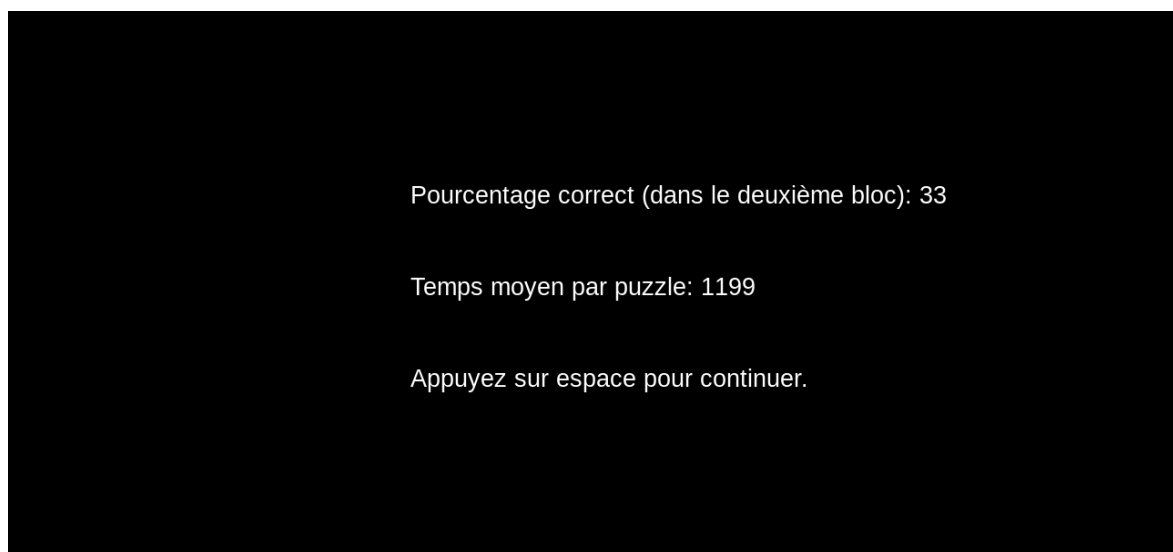 Pourcentage correct (dans le deuxième bloc): 33
Temps moyen par puzzle: 1199
Appuyez sur espace pour continuer.